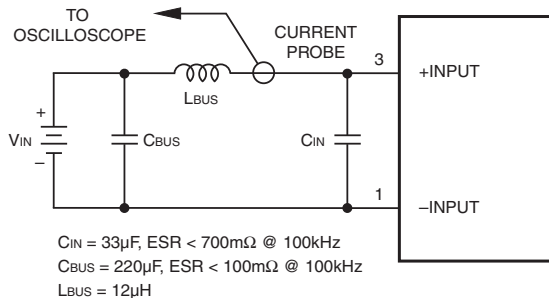 TO
OSCILLOSCOPE
CURRENT
PROBE
3
+INPUT
LBUS
+
VIN
–
CBUS
CIN
1
–INPUT
CIN = 33µF, ESR < 700mΩ @ 100kHz
CBUS = 220µF, ESR < 100mΩ @ 100kHz
LBUS = 12µH